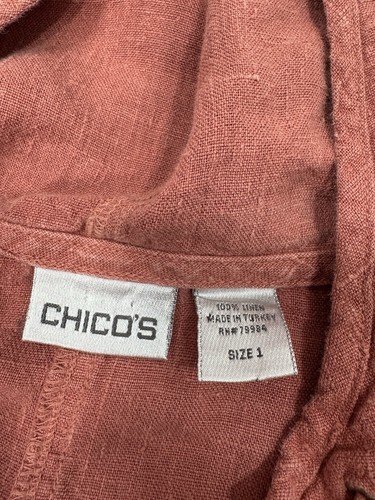 CHICO'S
100% LINEN
MADE IN TURKEY
RN#79984
SIZE 1